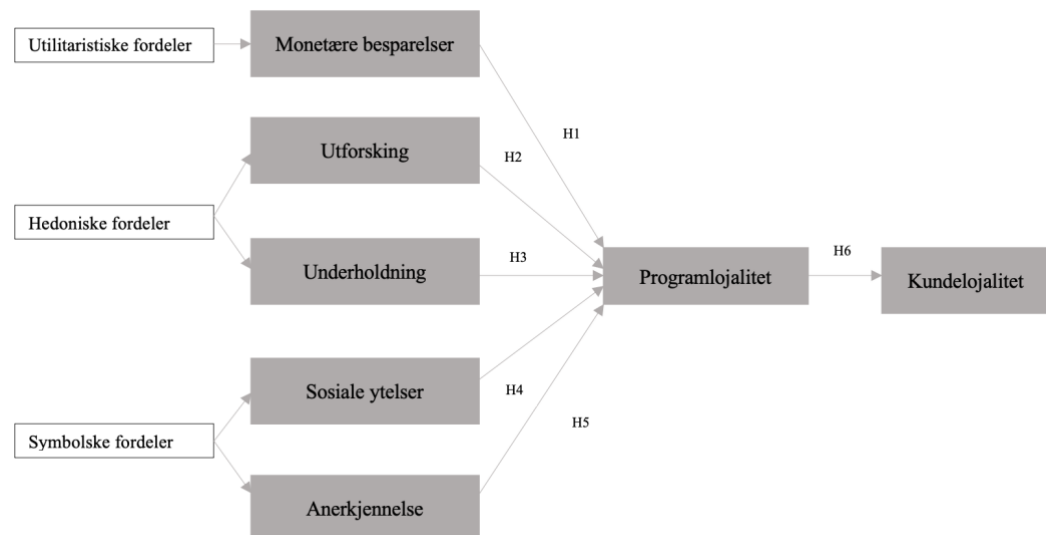 Utilitaristiske fordeler
Monetære besparelser
H1
Utforsking
H2
Hedoniske fordeler
Underholdning
H3
Programlojalitet
H6
Kundelojalitet
Sosiale ytelser
H4
Symbolske fordeler
H5
Anerkjennelse